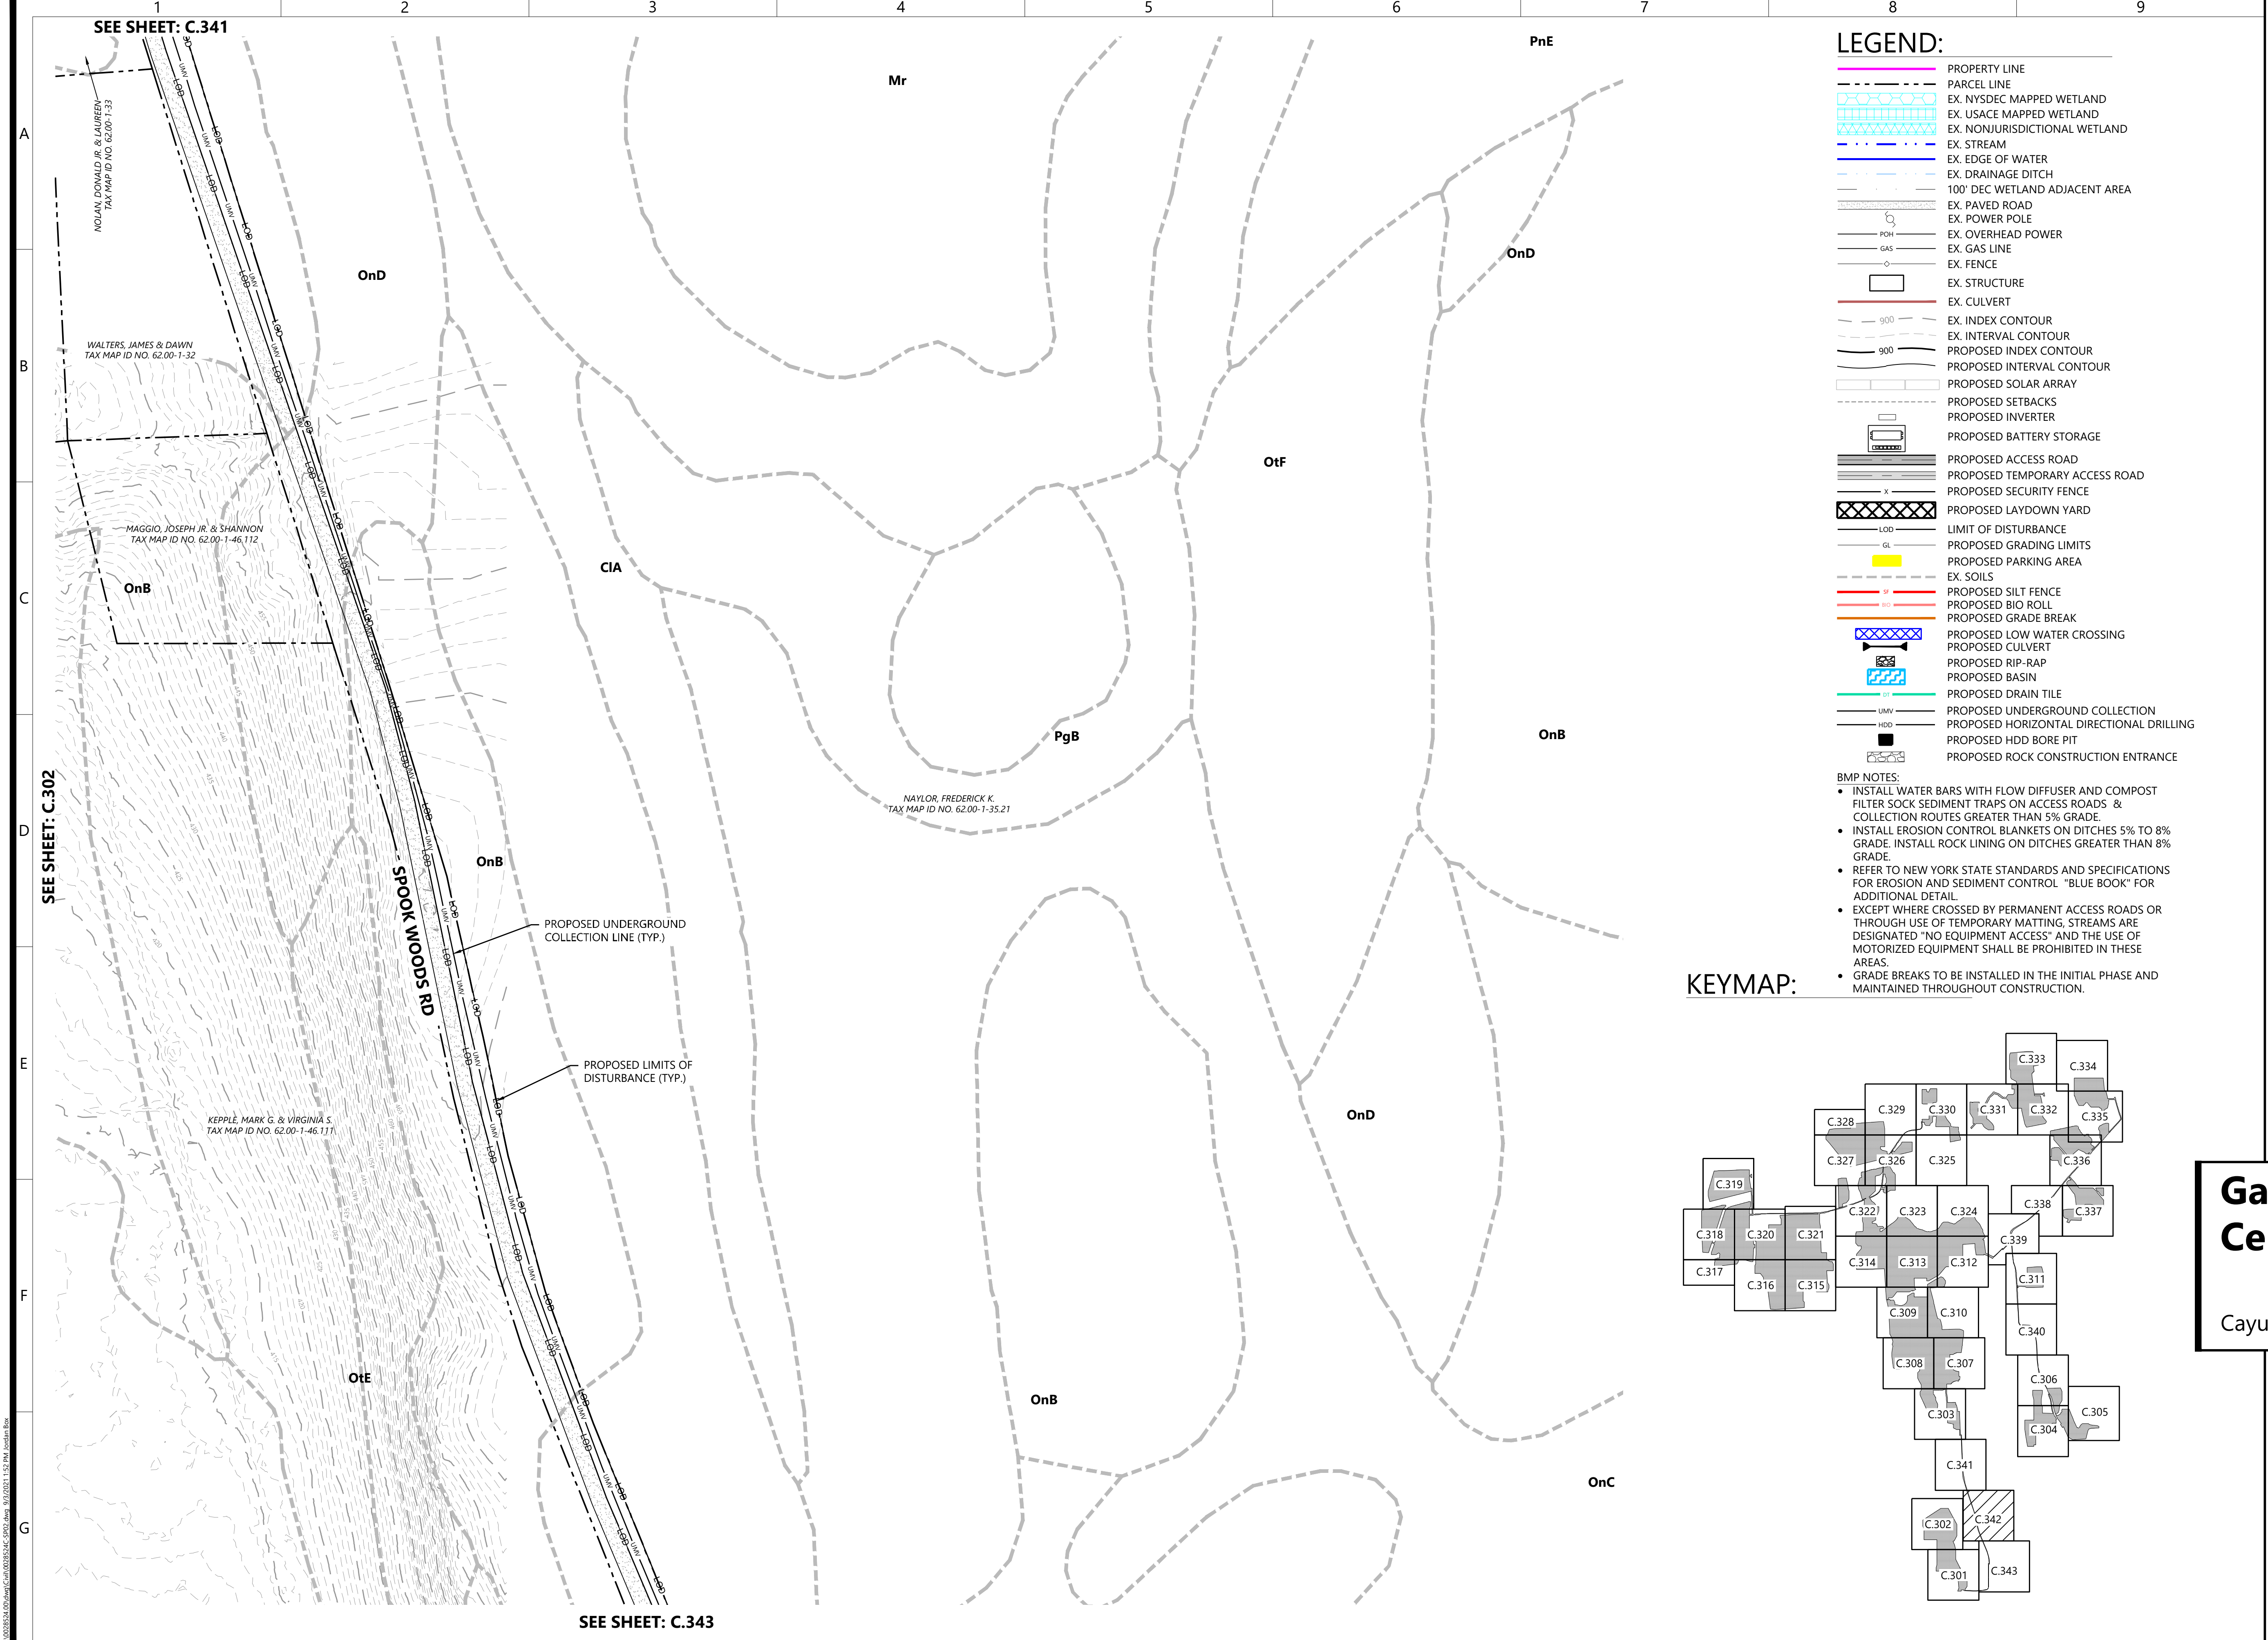 1 2 3 4 5 6 7 8 9
SEE SHEET: C.341
A
B
C
D
E
F
G
SEE SHEET: C.302
NOLAN, DONALD JR. & LAUREEN
TAX MAP ID NO. 62.00-1-33
WALTERS, JAMES & DAWN
TAX MAP ID NO. 62.00-1-32
MAGGIO, JOSEPH JR. & SHANNON
TAX MAP ID NO. 62.00-1-46.112
KEPPLE, MARK G. & VIRGINIA S.
TAX MAP ID NO. 62.00-1-46.111
NAYLOR, FREDERICK K.
TAX MAP ID NO. 62.00-1-35.21
Mr
PnE
OnD
OnD
OtF
ClA
OnB
PgB
OnB
OnB
OnD
OtE
OnB
OnC
SPOOK WOODS RD
LOD
UMV
PROPOSED UNDERGROUND
COLLECTION LINE (TYP.)
PROPOSED LIMITS OF
DISTURBANCE (TYP.)
SEE SHEET: C.343
LEGEND:
PROPERTY LINE
PARCEL LINE
EX. NYSDEC MAPPED WETLAND
EX. USACE MAPPED WETLAND
EX. NONJURISDICTIONAL WETLAND
EX. STREAM
EX. EDGE OF WATER
EX. DRAINAGE DITCH
100' DEC WETLAND ADJACENT AREA
EX. PAVED ROAD
EX. POWER POLE
POH EX. OVERHEAD POWER
GAS EX. GAS LINE
EX. FENCE
EX. STRUCTURE
EX. CULVERT
900 EX. INDEX CONTOUR
EX. INTERVAL CONTOUR
900 PROPOSED INDEX CONTOUR
PROPOSED INTERVAL CONTOUR
PROPOSED SOLAR ARRAY
PROPOSED SETBACKS
PROPOSED INVERTER
PROPOSED BATTERY STORAGE
PROPOSED ACCESS ROAD
PROPOSED TEMPORARY ACCESS ROAD
X PROPOSED SECURITY FENCE
PROPOSED LAYDOWN YARD
LOD LIMIT OF DISTURBANCE
GL PROPOSED GRADING LIMITS
PROPOSED PARKING AREA
EX. SOILS
SF PROPOSED SILT FENCE
BIO PROPOSED BIO ROLL
PROPOSED GRADE BREAK
PROPOSED LOW WATER CROSSING
PROPOSED CULVERT
PROPOSED RIP-RAP
PROPOSED BASIN
DT PROPOSED DRAIN TILE
UMV PROPOSED UNDERGROUND COLLECTION
HDD PROPOSED HORIZONTAL DIRECTIONAL DRILLING
PROPOSED HDD BORE PIT
PROPOSED ROCK CONSTRUCTION ENTRANCE
BMP NOTES:
• INSTALL WATER BARS WITH FLOW DIFFUSER AND COMPOST
FILTER SOCK SEDIMENT TRAPS ON ACCESS ROADS &
COLLECTION ROUTES GREATER THAN 5% GRADE.
• INSTALL EROSION CONTROL BLANKETS ON DITCHES 5% TO 8%
GRADE. INSTALL ROCK LINING ON DITCHES GREATER THAN 8%
GRADE.
• REFER TO NEW YORK STATE STANDARDS AND SPECIFICATIONS
FOR EROSION AND SEDIMENT CONTROL "BLUE BOOK" FOR
ADDITIONAL DETAIL.
• EXCEPT WHERE CROSSED BY PERMANENT ACCESS ROADS OR
THROUGH USE OF TEMPORARY MATTING, STREAMS ARE
DESIGNATED "NO EQUIPMENT ACCESS" AND THE USE OF
MOTORIZED EQUIPMENT SHALL BE PROHIBITED IN THESE
AREAS.
• GRADE BREAKS TO BE INSTALLED IN THE INITIAL PHASE AND
MAINTAINED THROUGHOUT CONSTRUCTION.
KEYMAP:
C.333
C.334
C.329 C.330 C.331 C.332 C.335
C.328
C.327 C.326 C.325 C.336
C.319
C.322 C.323 C.324 C.338 C.337
C.318 C.320 C.321 C.339
C.317 C.314 C.313 C.312
C.316 C.315 C.311
C.309 C.310
C.340
C.308 C.307
C.306
C.303 C.305
C.304
C.341
C.302 C.342
C.301 C.343
Ga
Ce
Cayu